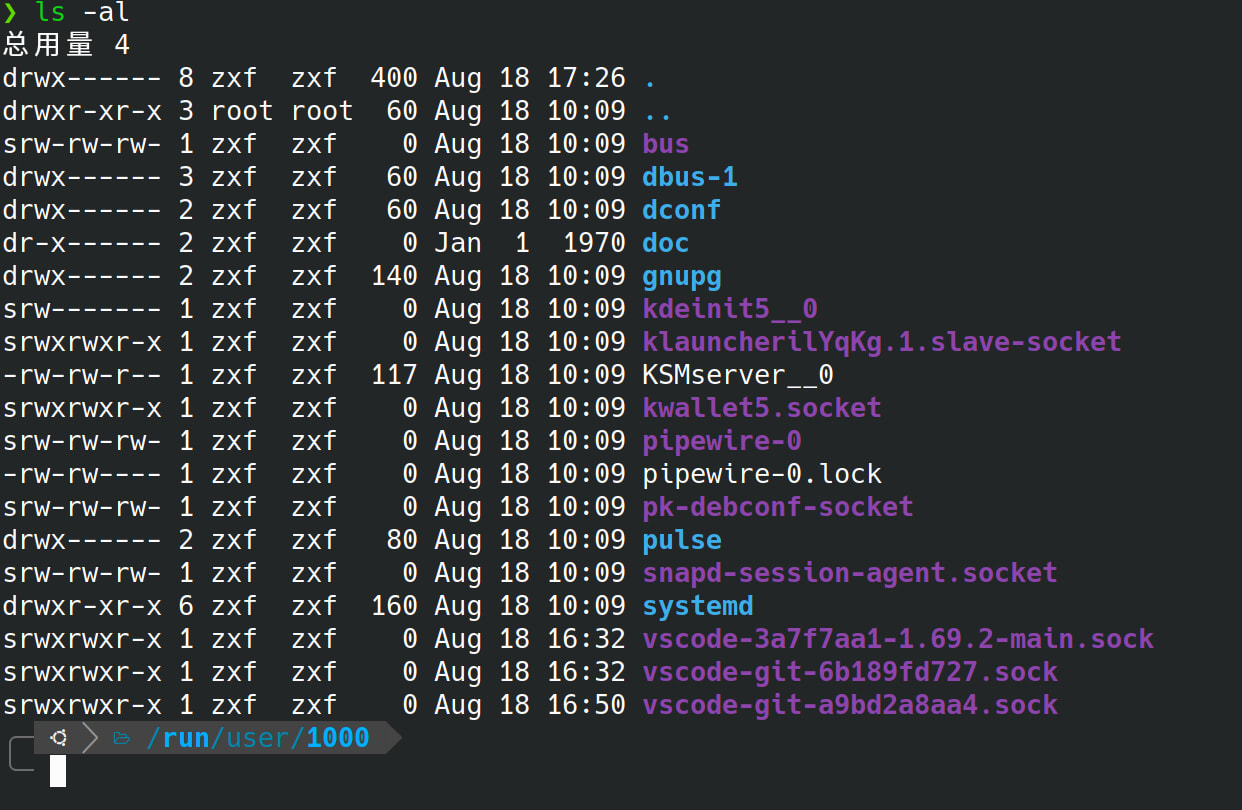 ❯ ls -al
总用量 4
drwx------ 8 zxf  zxf  400 Aug 18 17:26 .
drwxr-xr-x 3 root root  60 Aug 18 10:09 ..
srw-rw-rw- 1 zxf  zxf    0 Aug 18 10:09 bus
drwx------ 3 zxf  zxf   60 Aug 18 10:09 dbus-1
drwx------ 2 zxf  zxf   60 Aug 18 10:09 dconf
dr-x------ 2 zxf  zxf    0 Jan  1  1970 doc
drwx------ 2 zxf  zxf  140 Aug 18 10:09 gnupg
srw------- 1 zxf  zxf    0 Aug 18 10:09 kdeinit5__0
srwxrwxr-x 1 zxf  zxf    0 Aug 18 10:09 klauncherilYqKg.1.slave-socket
-rw-rw-r-- 1 zxf  zxf  117 Aug 18 10:09 KSMserver__0
srwxrwxr-x 1 zxf  zxf    0 Aug 18 10:09 kwallet5.socket
srw-rw-rw- 1 zxf  zxf    0 Aug 18 10:09 pipewire-0
-rw-rw---- 1 zxf  zxf    0 Aug 18 10:09 pipewire-0.lock
srw-rw-rw- 1 zxf  zxf    0 Aug 18 10:09 pk-debconf-socket
drwx------ 2 zxf  zxf   80 Aug 18 10:09 pulse
srw-rw-rw- 1 zxf  zxf    0 Aug 18 10:09 snapd-session-agent.socket
drwxr-xr-x 6 zxf  zxf  160 Aug 18 10:09 systemd
srwxrwxr-x 1 zxf  zxf    0 Aug 18 16:32 vscode-3a7f7aa1-1.69.2-main.sock
srwxrwxr-x 1 zxf  zxf    0 Aug 18 16:32 vscode-git-6b189fd727.sock
srwxrwxr-x 1 zxf  zxf    0 Aug 18 16:50 vscode-git-a9bd2a8aa4.sock
/run/user/1000